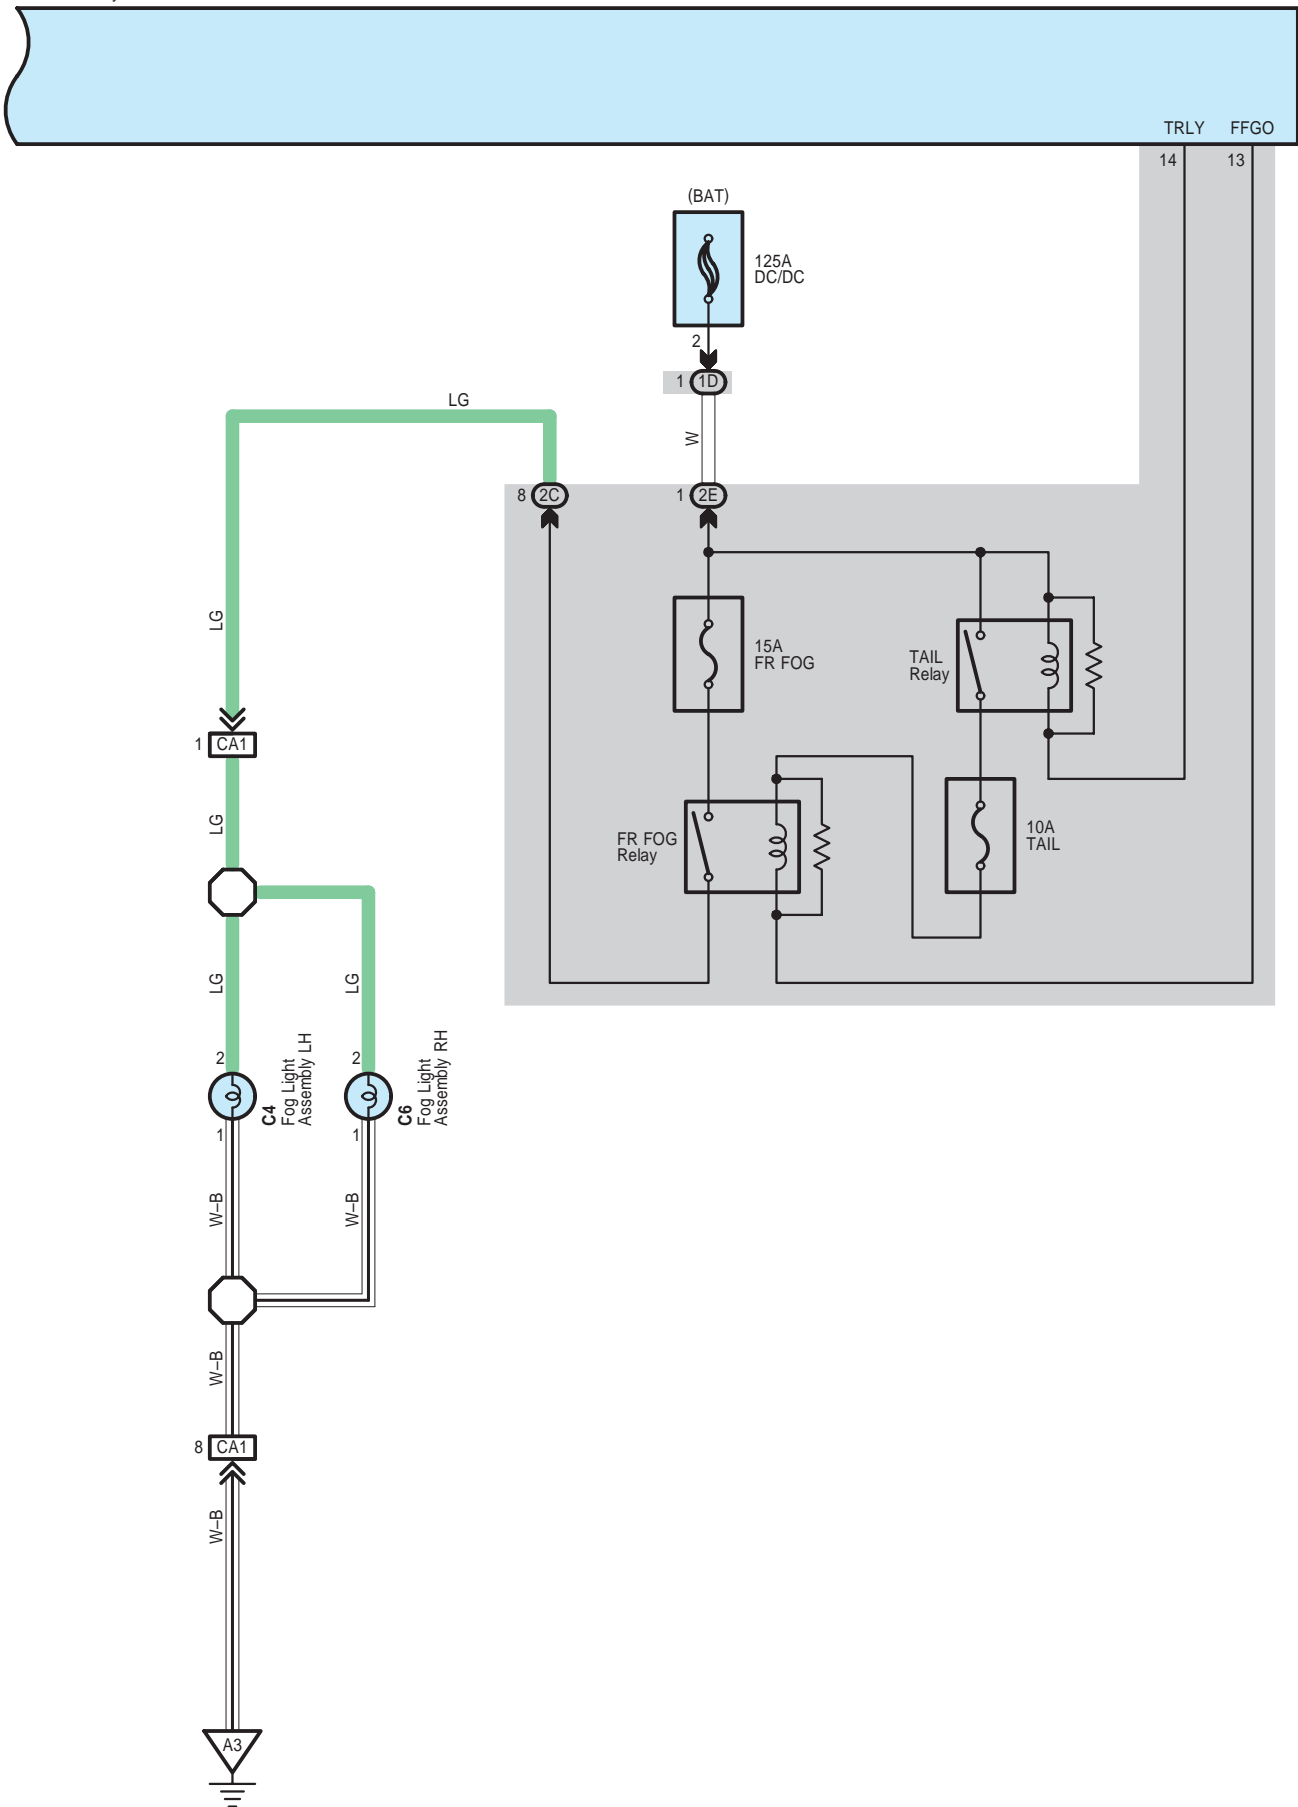 TRLY FFGO
14 13
(BAT)
125A
DC/DC
2
1 1D
LG
W
8 2C
1 2E
LG
15A
FR FOG
TAIL
Relay
1 CA1
LG
FR FOG
Relay
10A
TAIL
LG
LG
2
2
C4
Fog Light
Assembly LH
C6
Fog Light
Assembly RH
1
1
W–B
W–B
W–B
8 CA1
W–B
A3